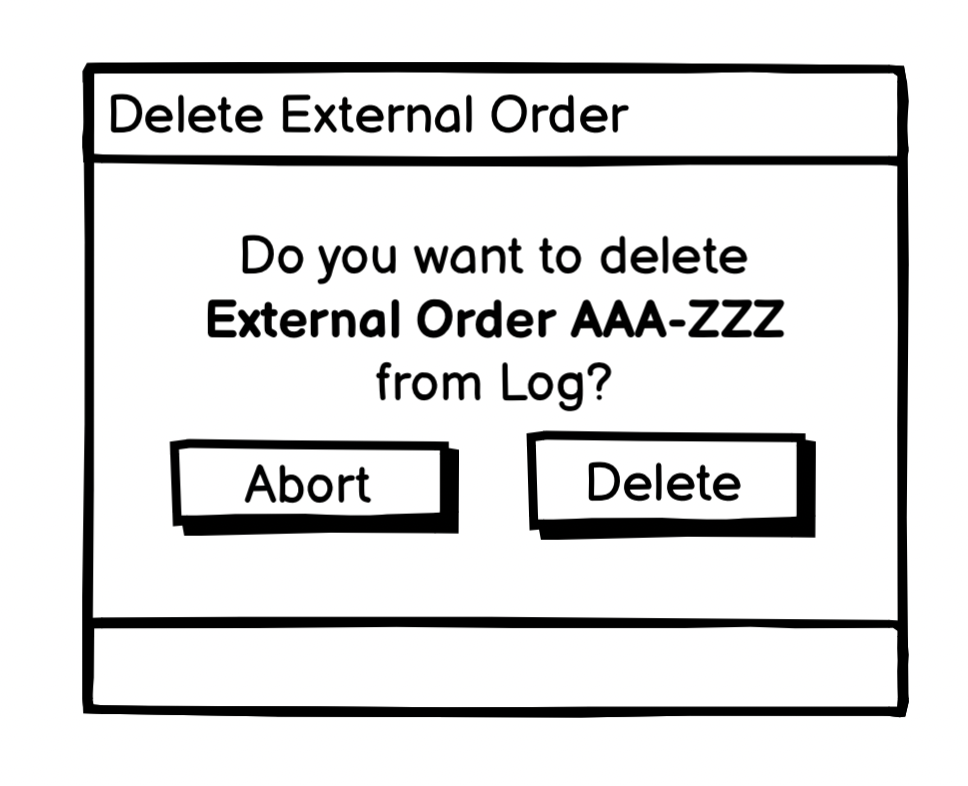 Delete External Order
Do you want to delete
External Order AAA-ZZZ
from Log?
Abort
Delete